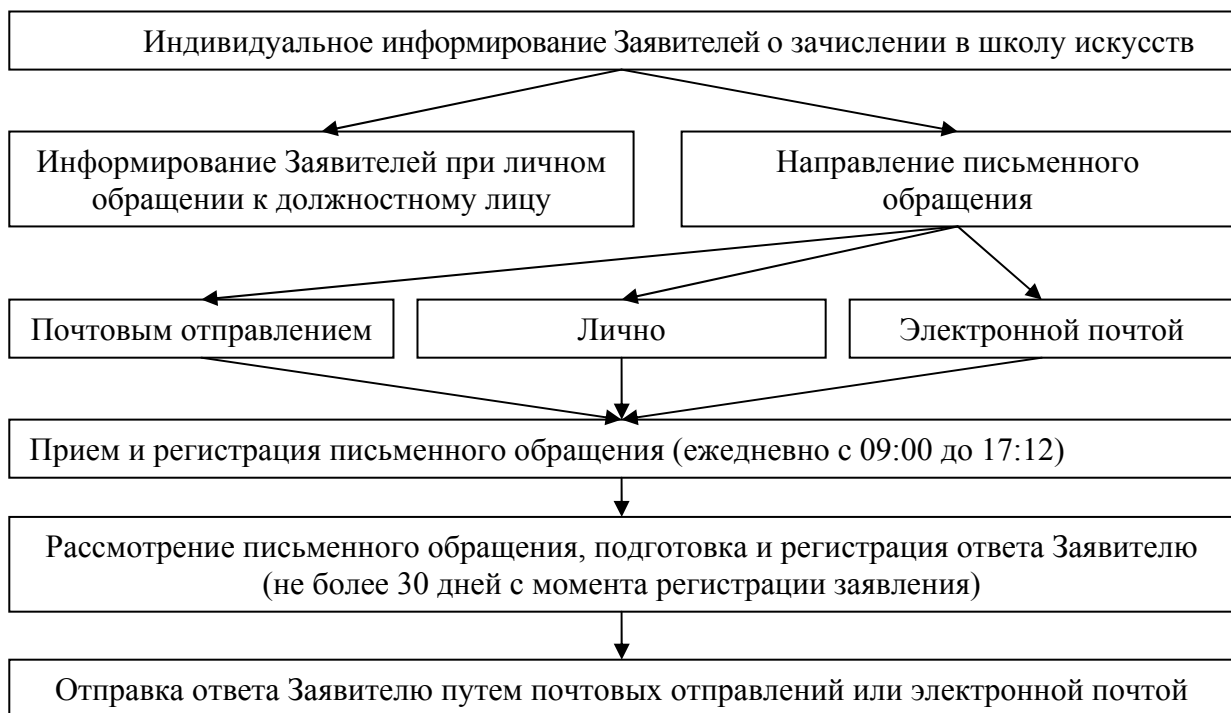 Индивидуальное информирование Заявителей о зачислении в школу искусств
Информирование Заявителей при личном
обращении к должностному лицу
Направление письменного
обращения
Почтовым отправлением
Лично
Электронной почтой
Прием и регистрация письменного обращения (ежедневно с 09:00 до 17:12)
Рассмотрение письменного обращения, подготовка и регистрация ответа Заявителю
(не более 30 дней с момента регистрации заявления)
Отправка ответа Заявителю путем почтовых отправлений или электронной почтой